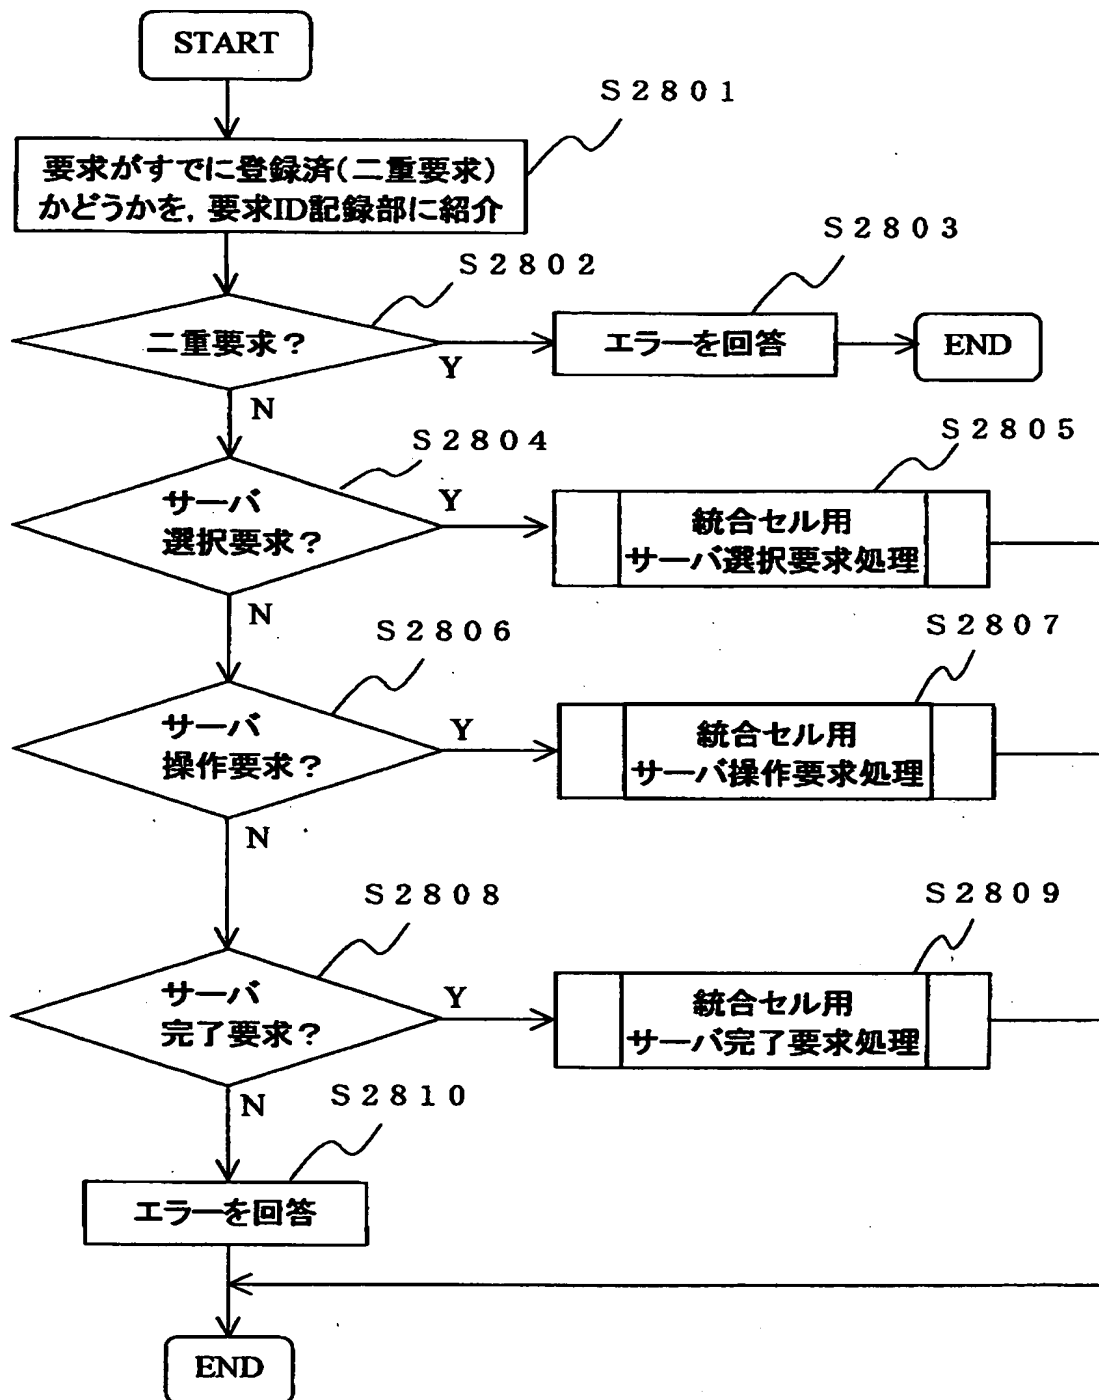 START
S2801
要求がすでに登録済(二重要求)
かどうかを,要求ID記録部に紹介
S2802
S2803
二重要求?
Y
エラーを回答
END
N
S2804
S2805
サーバ
選択要求?
Y
統合セル用
サーバ選択要求処理
N
S2806
S2807
サーバ
操作要求?
Y
統合セル用
サーバ操作要求処理
N
S2808
S2809
サーバ
完了要求?
Y
統合セル用
サーバ完了要求処理
N
S2810
エラーを回答
END